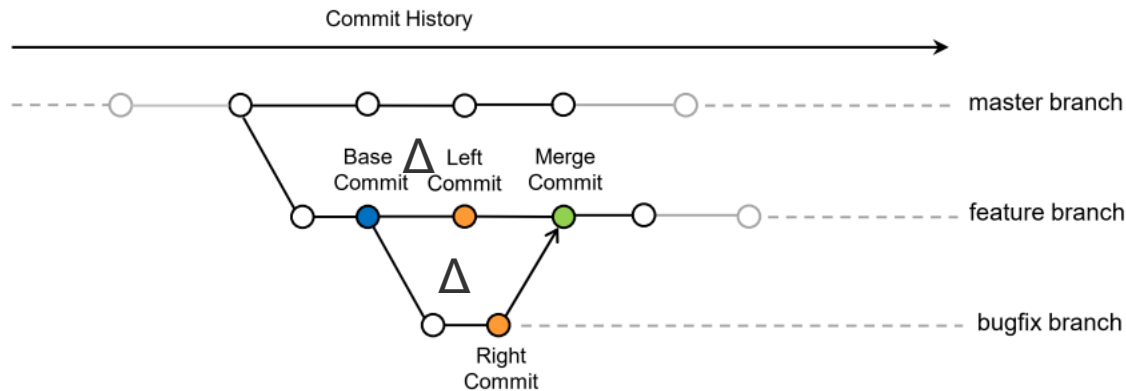 Commit History
master branch
Base
Commit
Δ
Left
Commit
Merge
Commit
feature branch
Δ
bugfix branch
Right
Commit